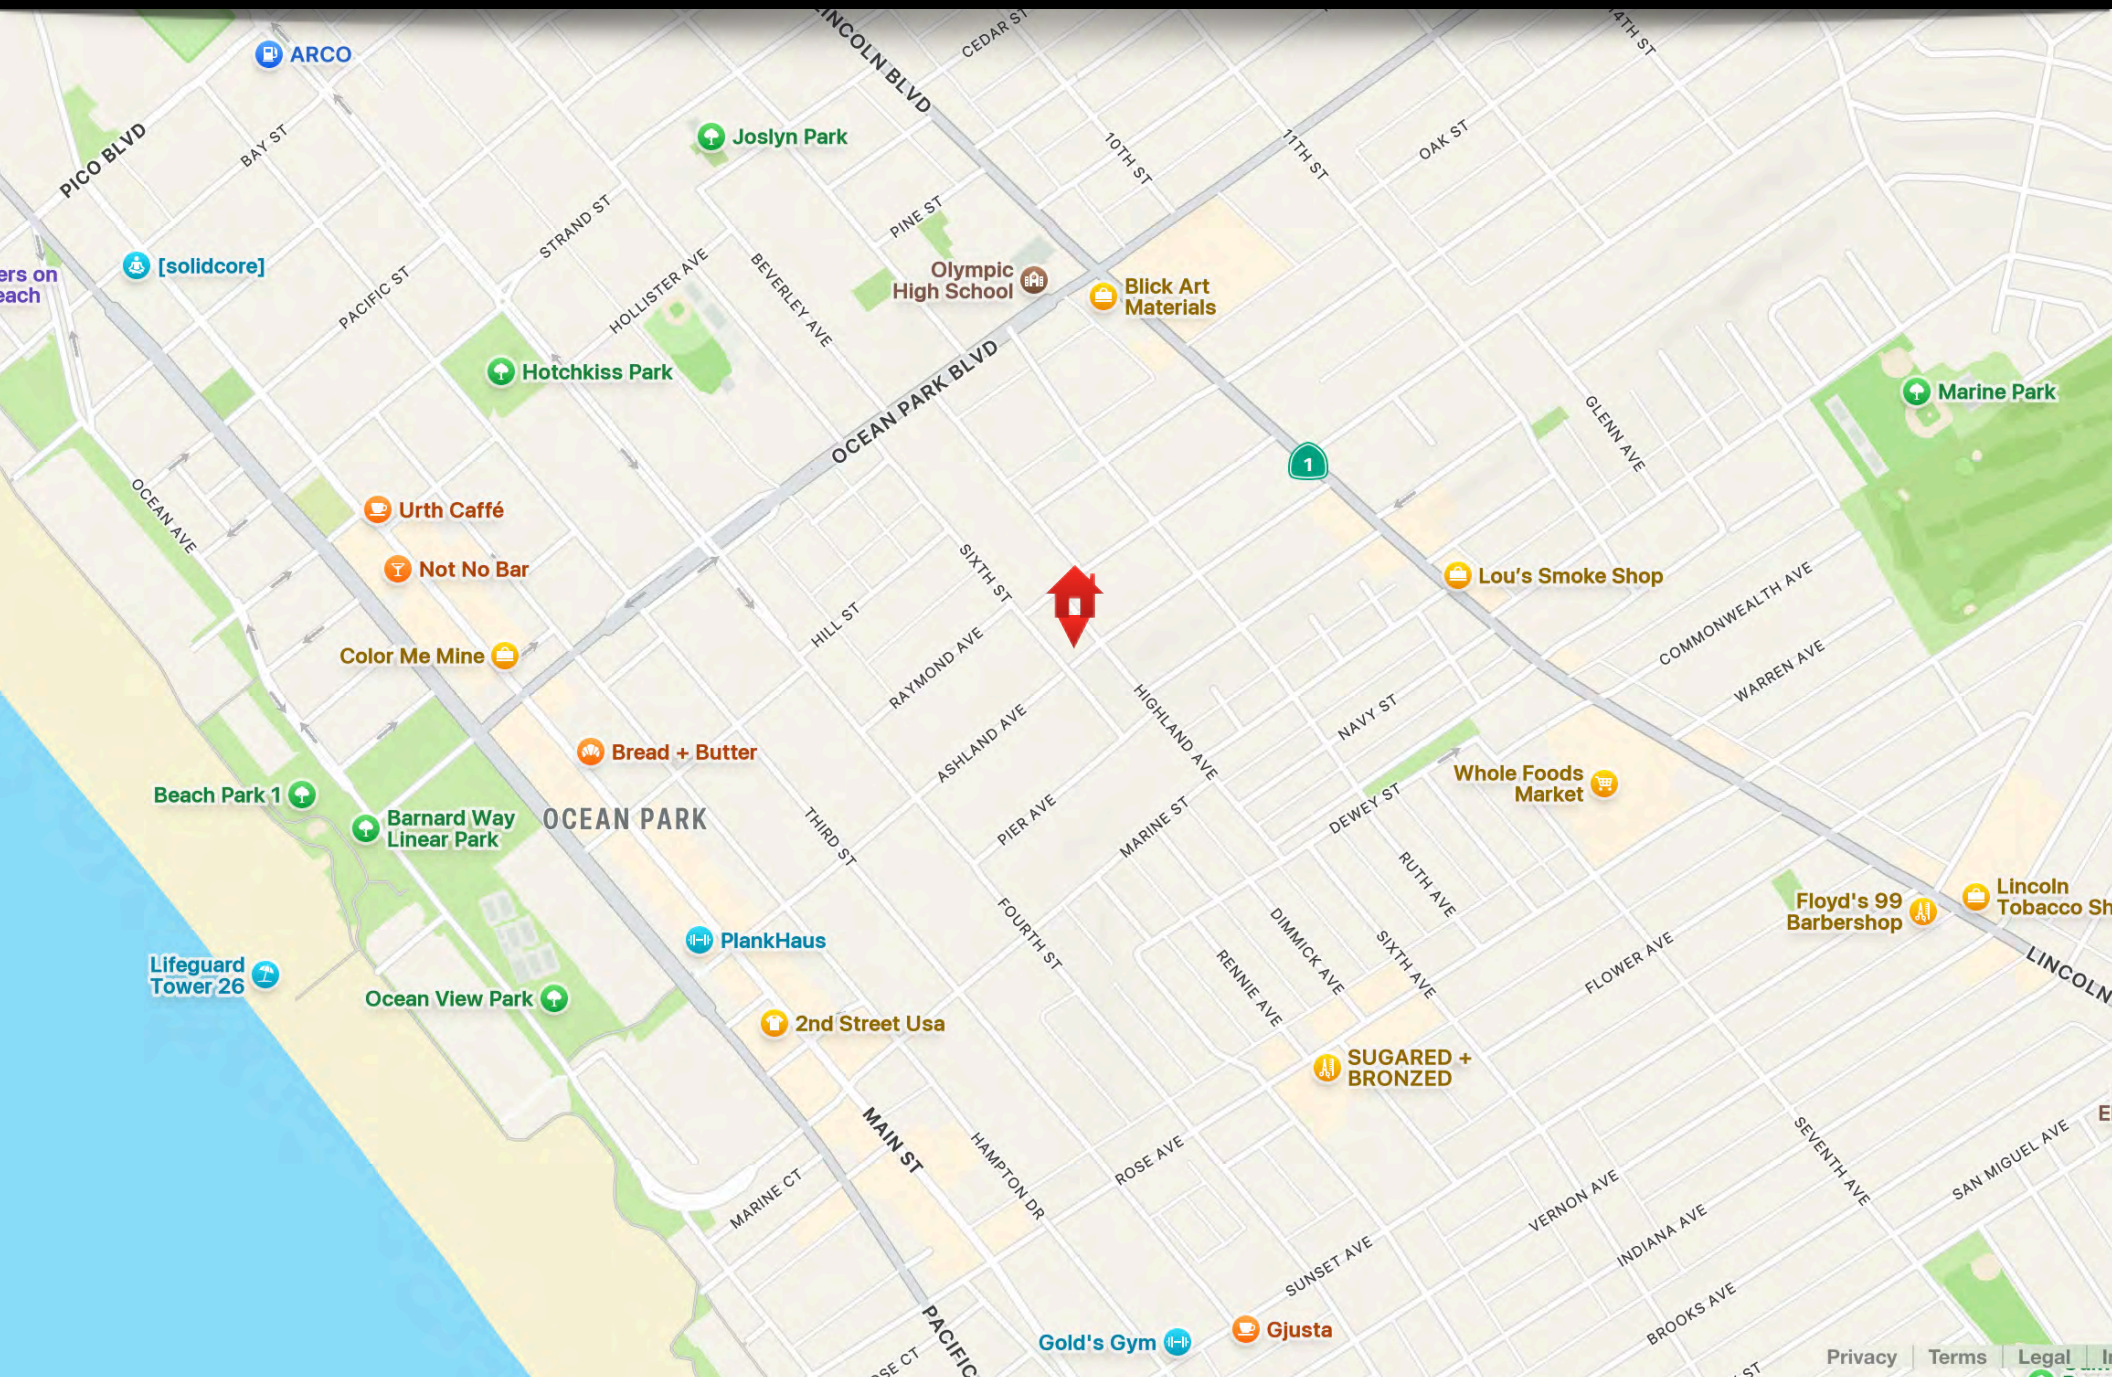 LINCOLN BLVD
CEDAR ST
14TH ST
ARCO
PICO BLVD
BAY ST
Joslyn Park
10TH ST
11TH ST
OAK ST
STRAND ST
PINE ST
[solidcore]
ers on
each
PACIFIC ST
HOLLISTER AVE
BEVERLEY AVE
Olympic
High School
Blick Art
Materials
Hotchkiss Park
OCEAN PARK BLVD
GLENN AVE
Marine Park
1
OCEAN AVE
Urth Caffé
Not No Bar
SIXTH ST
Lou's Smoke Shop
HILL ST
RAYMOND AVE
COMMONWEALTH AVE
WARREN AVE
Color Me Mine
ASHLAND AVE
HIGHLAND AVE
NAVY ST
Bread + Butter
Whole Foods
Market
Beach Park 1
Barnard Way
Linear Park
OCEAN PARK
THIRD ST
PIER AVE
MARINE ST
DEWEY ST
RUTH AVE
Floyd's 99
Barbershop
Lincoln
Tobacco Sh
PlankHaus
FOURTH ST
DIMMICK AVE
SIXTH AVE
RENNIE AVE
FLOWER AVE
LINCOLN
Lifeguard
Tower 26
Ocean View Park
2nd Street Usa
SUGARED +
BRONZED
MAIN ST
HAMPTON DR
ROSE AVE
MARINE CT
SEVENTH AVE
SAN MIGUEL AVE
E
VERNON AVE
INDIANA AVE
SUNSET AVE
BROOKS AVE
PACIFIC
Gold's Gym
Gjusta
OSE CT
ST
Privacy
Terms
Legal